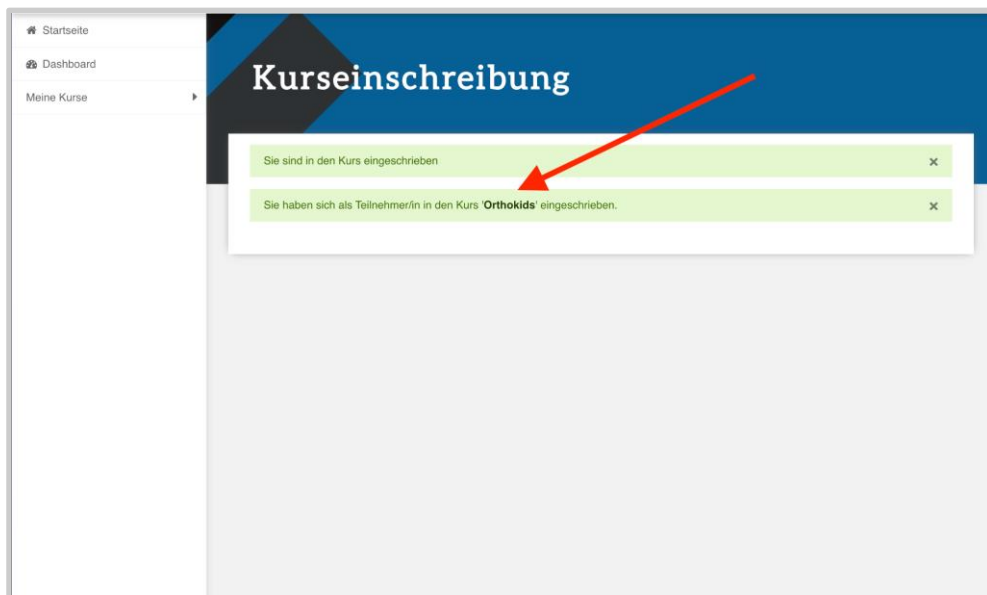 Startseite
Dashboard
Meine Kurse
Kurseinschreibung
Sie sind in den Kurs eingeschrieben
Sie haben sich als Teilnehmer/in in den Kurs 'Orthokids' eingeschrieben.